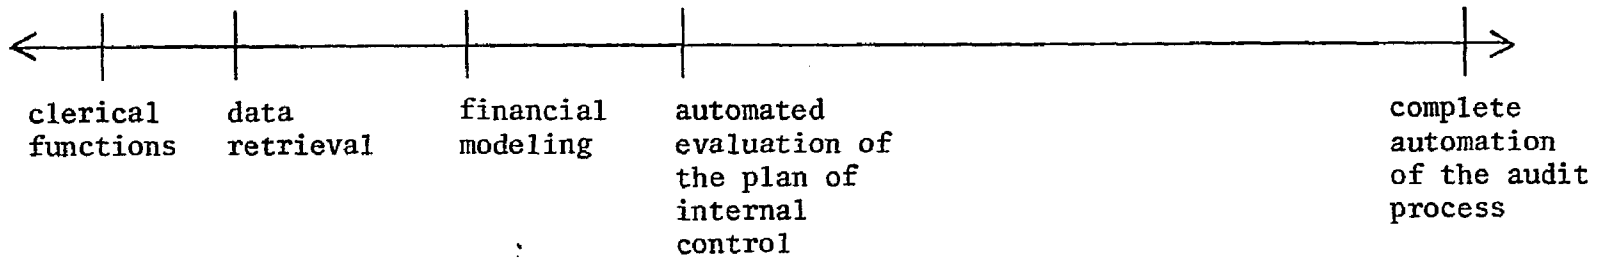 clerical
functions
data
retrieval
financial
modeling
automated
evaluation of
the plan of
internal
control
complete
automation
of the audit
process